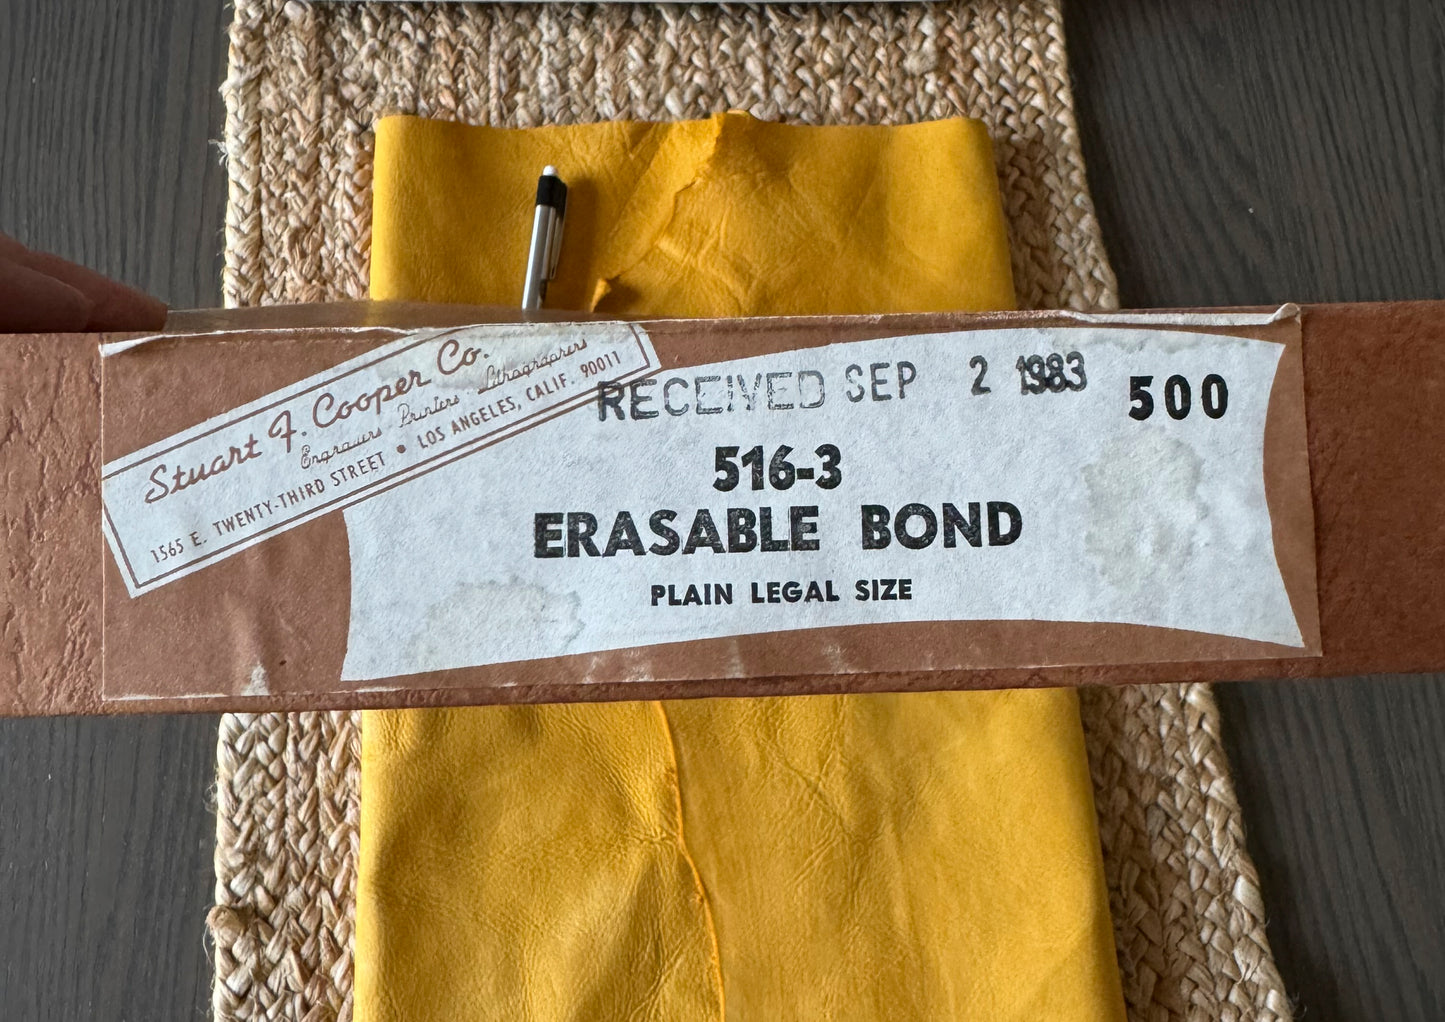 Stuart F. Cooper Co.
Engravers Printers Lithographers
1565 E. TWENTY-THIRD STREET • LOS ANGELES, CALIF. 90011
RECEIVED SEP 2 1983
500
516-3
ERASABLE BOND
PLAIN LEGAL SIZE